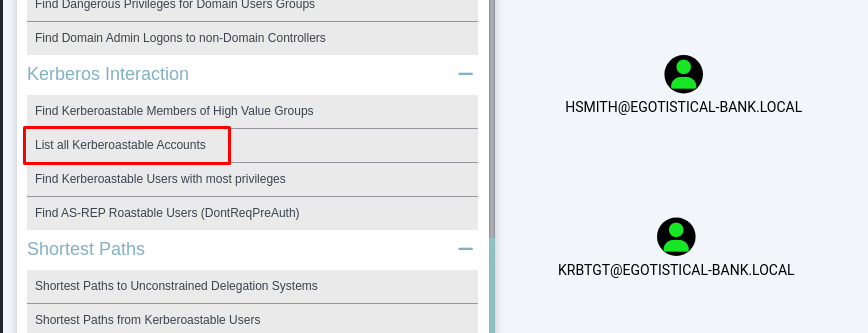 Find Dangerous Privileges for Domain Users Groups
Find Domain Admin Logons to non-Domain Controllers
Kerberos Interaction
Find Kerberoastable Members of High Value Groups
List all Kerberoastable Accounts
Find Kerberoastable Users with most privileges
Find AS-REP Roastable Users (DontReqPreAuth)
Shortest Paths
Shortest Paths to Unconstrained Delegation Systems
Shortest Paths from Kerberoastable Users
HSMITH@EGOTISTICAL-BANK.LOCAL
KRBTGT@EGOTISTICAL-BANK.LOCAL